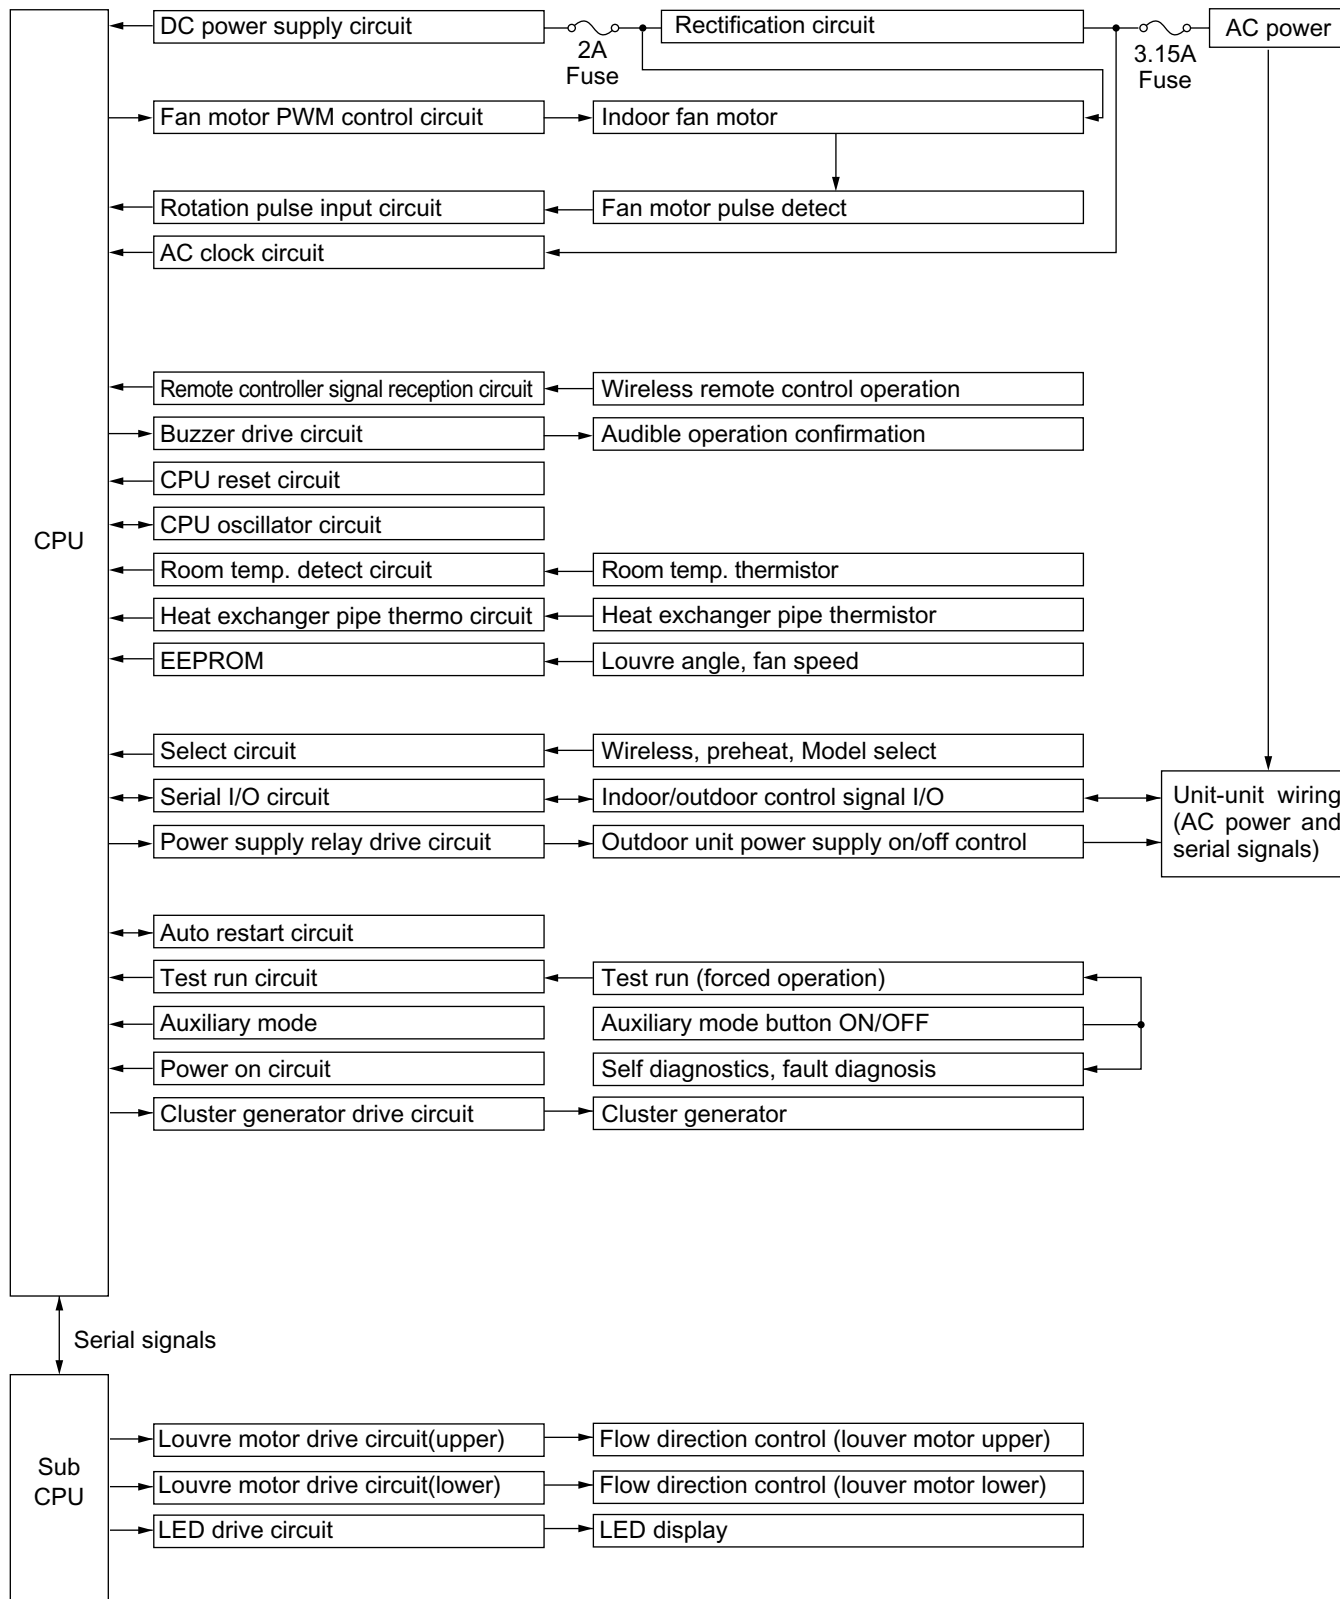 DC power supply circuit
2A
Fuse
Rectification circuit
3.15A
Fuse
AC power
Fan motor PWM control circuit
Indoor fan motor
Rotation pulse input circuit
Fan motor pulse detect
AC clock circuit
Remote controller signal reception circuit
Wireless remote control operation
Buzzer drive circuit
Audible operation confirmation
CPU reset circuit
CPU
CPU oscillator circuit
Room temp. detect circuit
Room temp. thermistor
Heat exchanger pipe thermo circuit
Heat exchanger pipe thermistor
EEPROM
Louvre angle, fan speed
Select circuit
Wireless, preheat, Model select
Serial I/O circuit
Indoor/outdoor control signal I/O
Unit-unit wiring
(AC power and
serial signals)
Power supply relay drive circuit
Outdoor unit power supply on/off control
Auto restart circuit
Test run circuit
Test run (forced operation)
Auxiliary mode
Auxiliary mode button ON/OFF
Power on circuit
Self diagnostics, fault diagnosis
Cluster generator drive circuit
Cluster generator
Serial signals
Sub
CPU
Louvre motor drive circuit(upper)
Flow direction control (louver motor upper)
Louvre motor drive circuit(lower)
Flow direction control (louver motor lower)
LED drive circuit
LED display